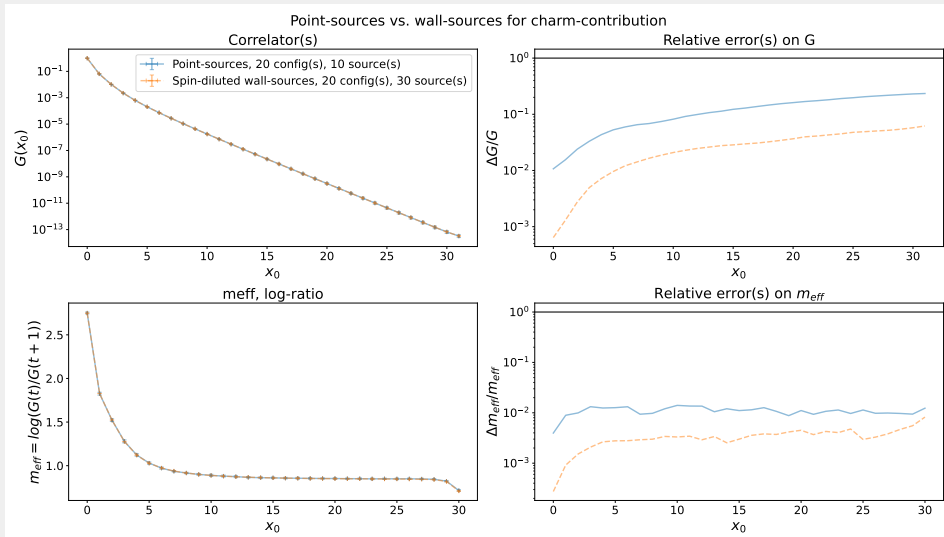 Point-sources vs. wall-sources for charm-contribution
Correlator(s)
Point-sources, 20 config(s), 10 source(s)
Spin-diluted wall-sources, 20 config(s), 30 source(s)
G(x₀)
10⁻¹
10⁻³
10⁻⁵
10⁻⁷
10⁻⁹
10⁻¹¹
10⁻¹³
0 5 10 15 20 25 30
x₀
Relative error(s) on G
ΔG/G
10⁰
10⁻¹
10⁻²
10⁻³
0 5 10 15 20 25 30
x₀
meff, log-ratio
m_eff = log(G(t)/G(t + 1))
2.5
2.0
1.5
1.0
0 5 10 15 20 25 30
x₀
Relative error(s) on m_eff
Δm_eff/m_eff
10⁰
10⁻¹
10⁻²
10⁻³
0 5 10 15 20 25 30
x₀